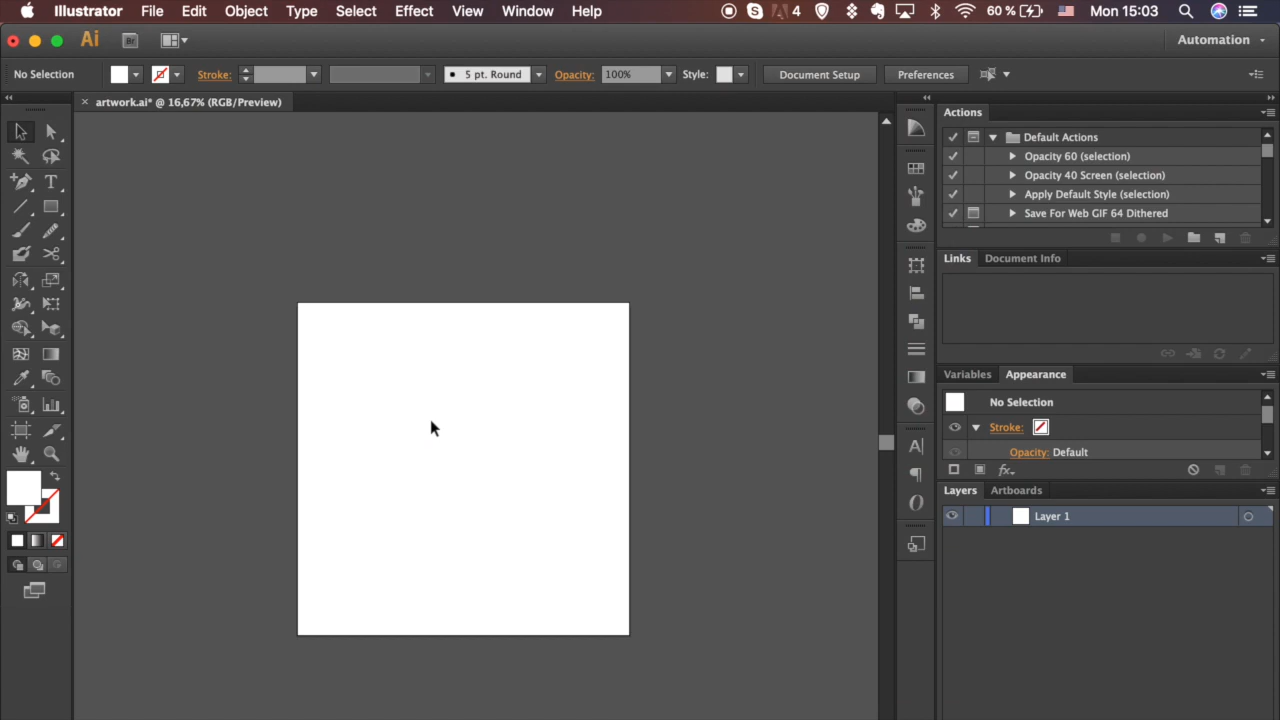 Illustrator File Edit Object Type Select Effect View Window Help 4 60 % Mon 15:03
Ai Br Automation
No Selection Stroke: 5 pt. Round Opacity: 100% Style: Document Setup Preferences
artwork.ai* @ 16,67% (RGB/Preview)
Actions
Default Actions
Opacity 60 (selection)
Opacity 40 Screen (selection)
Apply Default Style (selection)
Save For Web GIF 64 Dithered
Links Document Info
Variables Appearance
No Selection
Stroke:
Opacity: Default
fx
Layers Artboards
Layer 1